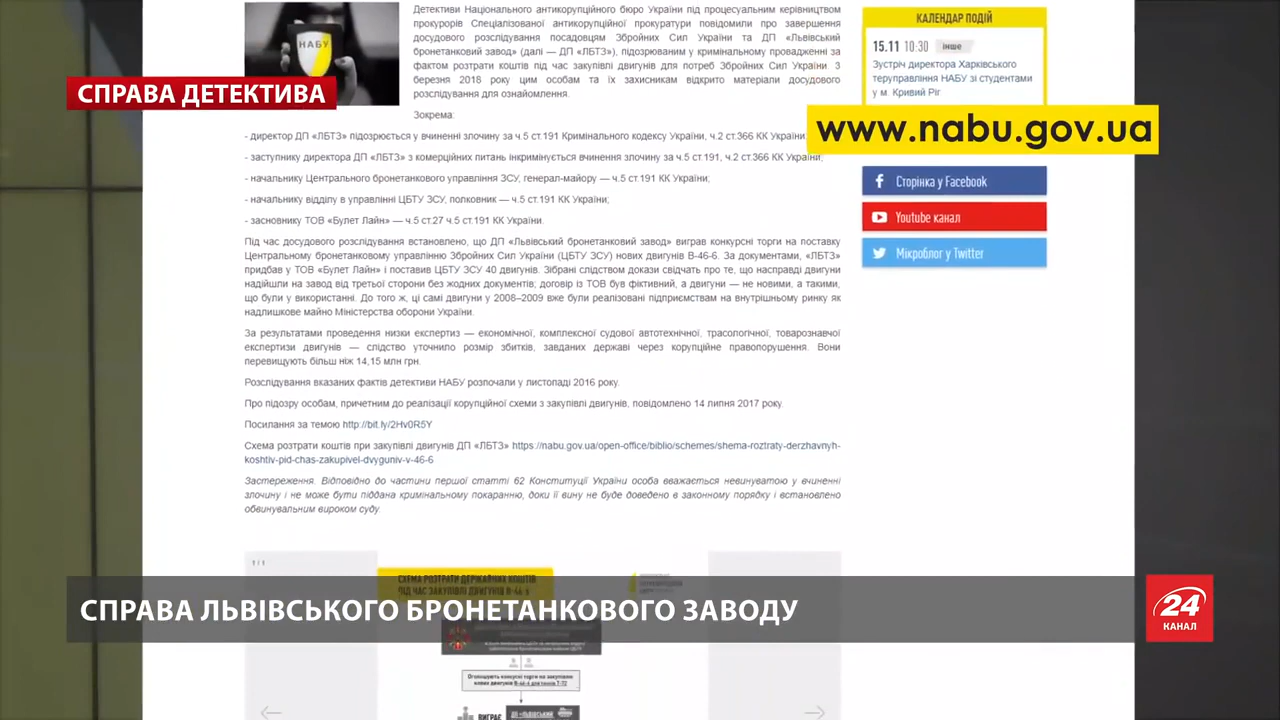 НАБУ
Детективи Національного антикорупційного бюро України під процесуальним керівництвом
прокурорів Спеціалізованої антикорупційної прокуратури повідомили про завершення
досудового розслідування посадовцям Збройних Сил України та ДП «Львівський
бронетанковий завод» (далі — ДП «ЛБТЗ»), підозрюваним у кримінальному провадженні за
фактом розтрати коштів під час закупівлі двигунів для потреб Збройних Сил України. 3
березня 2018 року цим особам та їх захисникам відкрито матеріали досудового
розслідування для ознайомлення.
СПРАВА ДЕТЕКТИВА
Зокрема:
- директор ДП «ЛБТЗ» підозрюється у вчиненні злочину за ч.5 ст.191 Кримінального кодексу України, ч.2 ст.366 КК України;
- заступнику директора ДП «ЛБТЗ» з комерційних питань інкримінується вчинення злочину за ч.5 ст.191, ч.2 ст.366 КК України;
- начальнику Центрального бронетанкового управління ЗСУ, генерал-майору — ч.5 ст.191 КК України;
- начальнику відділу в управлінні ЦБТУ ЗСУ, полковник — ч.5 ст.191 КК України;
- засновнику ТОВ «Булет Лайн» — ч.5 ст.27 ч.5 ст.191 КК України.
Під час досудового розслідування встановлено, що ДП «Львівський бронетанковий завод» виграв конкурсні торги на поставку
Центральному бронетанковому управлінню Збройних Сил України (ЦБТУ ЗСУ) нових двигунів В-46-6. За документами, «ЛБТЗ»
придбав у ТОВ «Булет Лайн» і поставив ЦБТУ ЗСУ 40 двигунів. Зібрані слідством докази свідчать про те, що насправді двигуни
надійшли на завод від третьої сторони без жодних документів; договір із ТОВ був фіктивний, а двигуни — не новими, а такими,
що були у використанні. До того ж, ці самі двигуни у 2008–2009 вже були реалізовані підприємствам на внутрішньому ринку як
надлишкове майно Міністерства оборони України.
За результатами проведення низки експертиз — економічної, комплексної судової автотехнічної, трасологічної, товарознавчої
експертизи двигунів — слідство уточнило розмір збитків, завданих державі через корупційне правопорушення. Вони
перевищують більш ніж 14,15 млн грн.
Розслідування вказаних фактів детективи НАБУ розпочали у листопаді 2016 року.
Про підозру особам, причетним до реалізації корупційної схеми з закупівлі двигунів, повідомлено 14 липня 2017 року.
Посилання за темою http://bit.ly/2Hv0R5Y
Схема розтрати коштів при закупівлі двигунів ДП «ЛБТЗ» https://nabu.gov.ua/open-office/biblio/schemes/shema-roztraty-derzhavnyh-
koshtiv-pid-chas-zakupivel-dvyguniv-v-46-6
Застереження. Відповідно до частини першої статті 62 Конституції України особа вважається невинуватою у вчиненні
злочину і не може бути піддана кримінальному покаранню, доки її вину не буде доведено в законному порядку і встановлено
обвинувальним вироком суду.
КАЛЕНДАР ПОДІЙ
15.11 10:30 інше
Зустріч директора Харківського
теруправління НАБУ зі студентами
у м. Кривий Ріг
www.nabu.gov.ua
Сторінка у Facebook
Youtube канал
Мікроблог у Twitter
1 / 1
СХЕМА РОЗТРАТИ ДЕРЖАВНИХ КОШТІВ
ПІД ЧАС ЗАКУПІВЛІ ДВИГУНІВ В-46-6
СПРАВА ЛЬВІВСЬКОГО БРОНЕТАНКОВОГО ЗАВОДУ
24
КАНАЛ
Оголошують конкурсні торги на закупівлю
нових двигунів В-46-6 для танків Т-72
ВИГРАЄ
ДП «ЛЬВІВСЬКИЙ